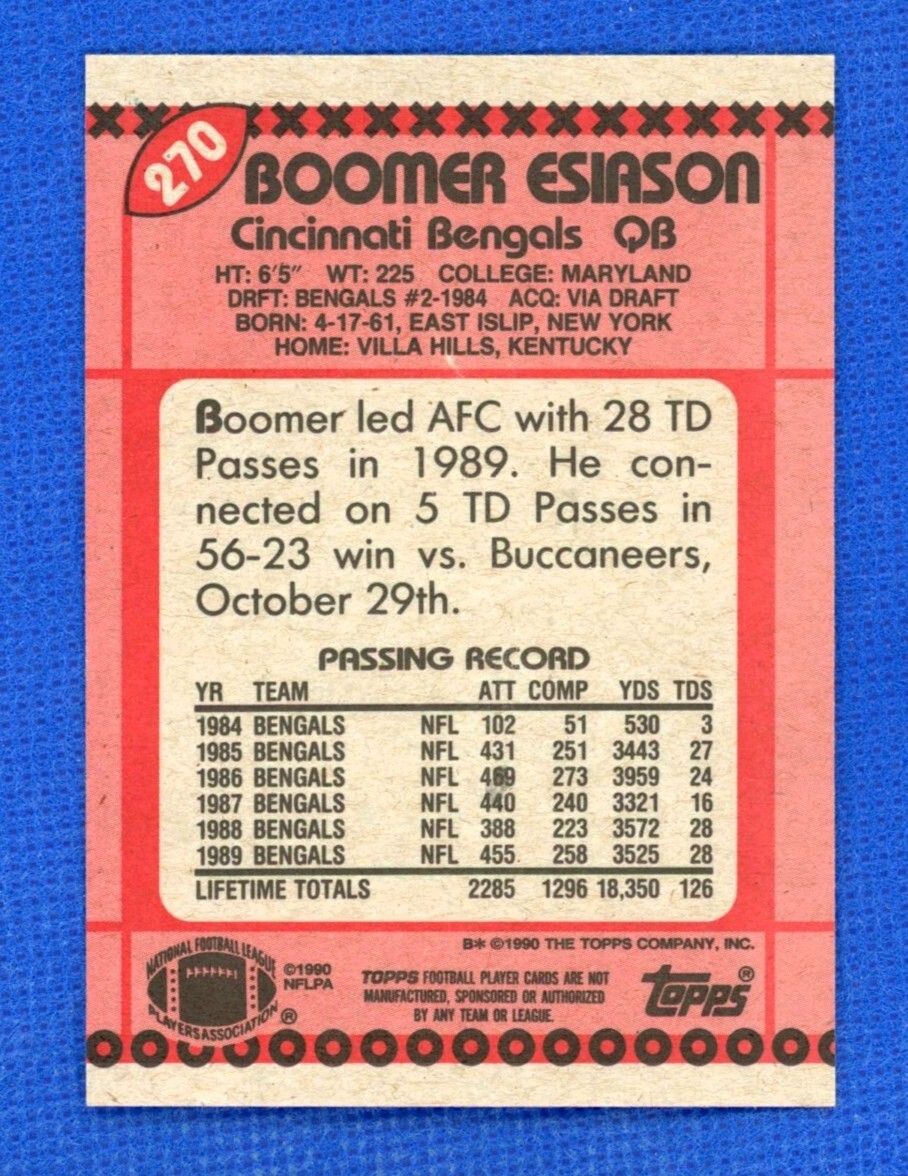 270
BOOMER ESIASON
Cincinnati Bengals QB
HT: 6'5" WT: 225 COLLEGE: MARYLAND
DRFT: BENGALS #2-1984 ACQ: VIA DRAFT
BORN: 4-17-61, EAST ISLIP, NEW YORK
HOME: VILLA HILLS, KENTUCKY
Boomer led AFC with 28 TD
Passes in 1989. He con-
nected on 5 TD Passes in
56-23 win vs. Buccaneers,
October 29th.
PASSING RECORD
YR TEAM ATT COMP YDS TDS
1984 BENGALS NFL 102 51 530 3
1985 BENGALS NFL 431 251 3443 27
1986 BENGALS NFL 469 273 3959 24
1987 BENGALS NFL 440 240 3321 16
1988 BENGALS NFL 388 223 3572 28
1989 BENGALS NFL 455 258 3525 28
LIFETIME TOTALS 2285 1296 18,350 126
B* ©1990 THE TOPPS COMPANY, INC.
NATIONAL FOOTBALL LEAGUE
PLAYERS ASSOCIATION ®
©1990
NFLPA
TOPPS FOOTBALL PLAYER CARDS ARE NOT
MANUFACTURED, SPONSORED OR AUTHORIZED
BY ANY TEAM OR LEAGUE.
topps®